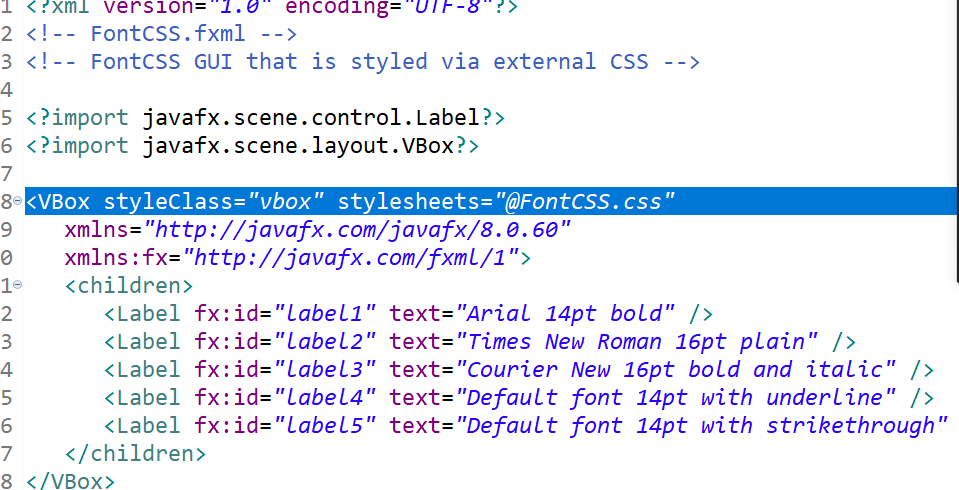 1 <?xml version="1.0" encoding="UTF-8"?>
2 <!-- FontCSS.fxml -->
3 <!-- FontCSS GUI that is styled via external CSS -->
4
5 <?import javafx.scene.control.Label?>
6 <?import javafx.scene.layout.VBox?>
7
8 <VBox styleClass="vbox" stylesheets="@FontCSS.css"
9    xmlns="http://javafx.com/javafx/8.0.60"
0    xmlns:fx="http://javafx.com/fxml/1">
1    <children>
2       <Label fx:id="label1" text="Arial 14pt bold" />
3       <Label fx:id="label2" text="Times New Roman 16pt plain" />
4       <Label fx:id="label3" text="Courier New 16pt bold and italic" />
5       <Label fx:id="label4" text="Default font 14pt with underline" />
6       <Label fx:id="label5" text="Default font 14pt with strikethrough"
7    </children>
8 </VBox>